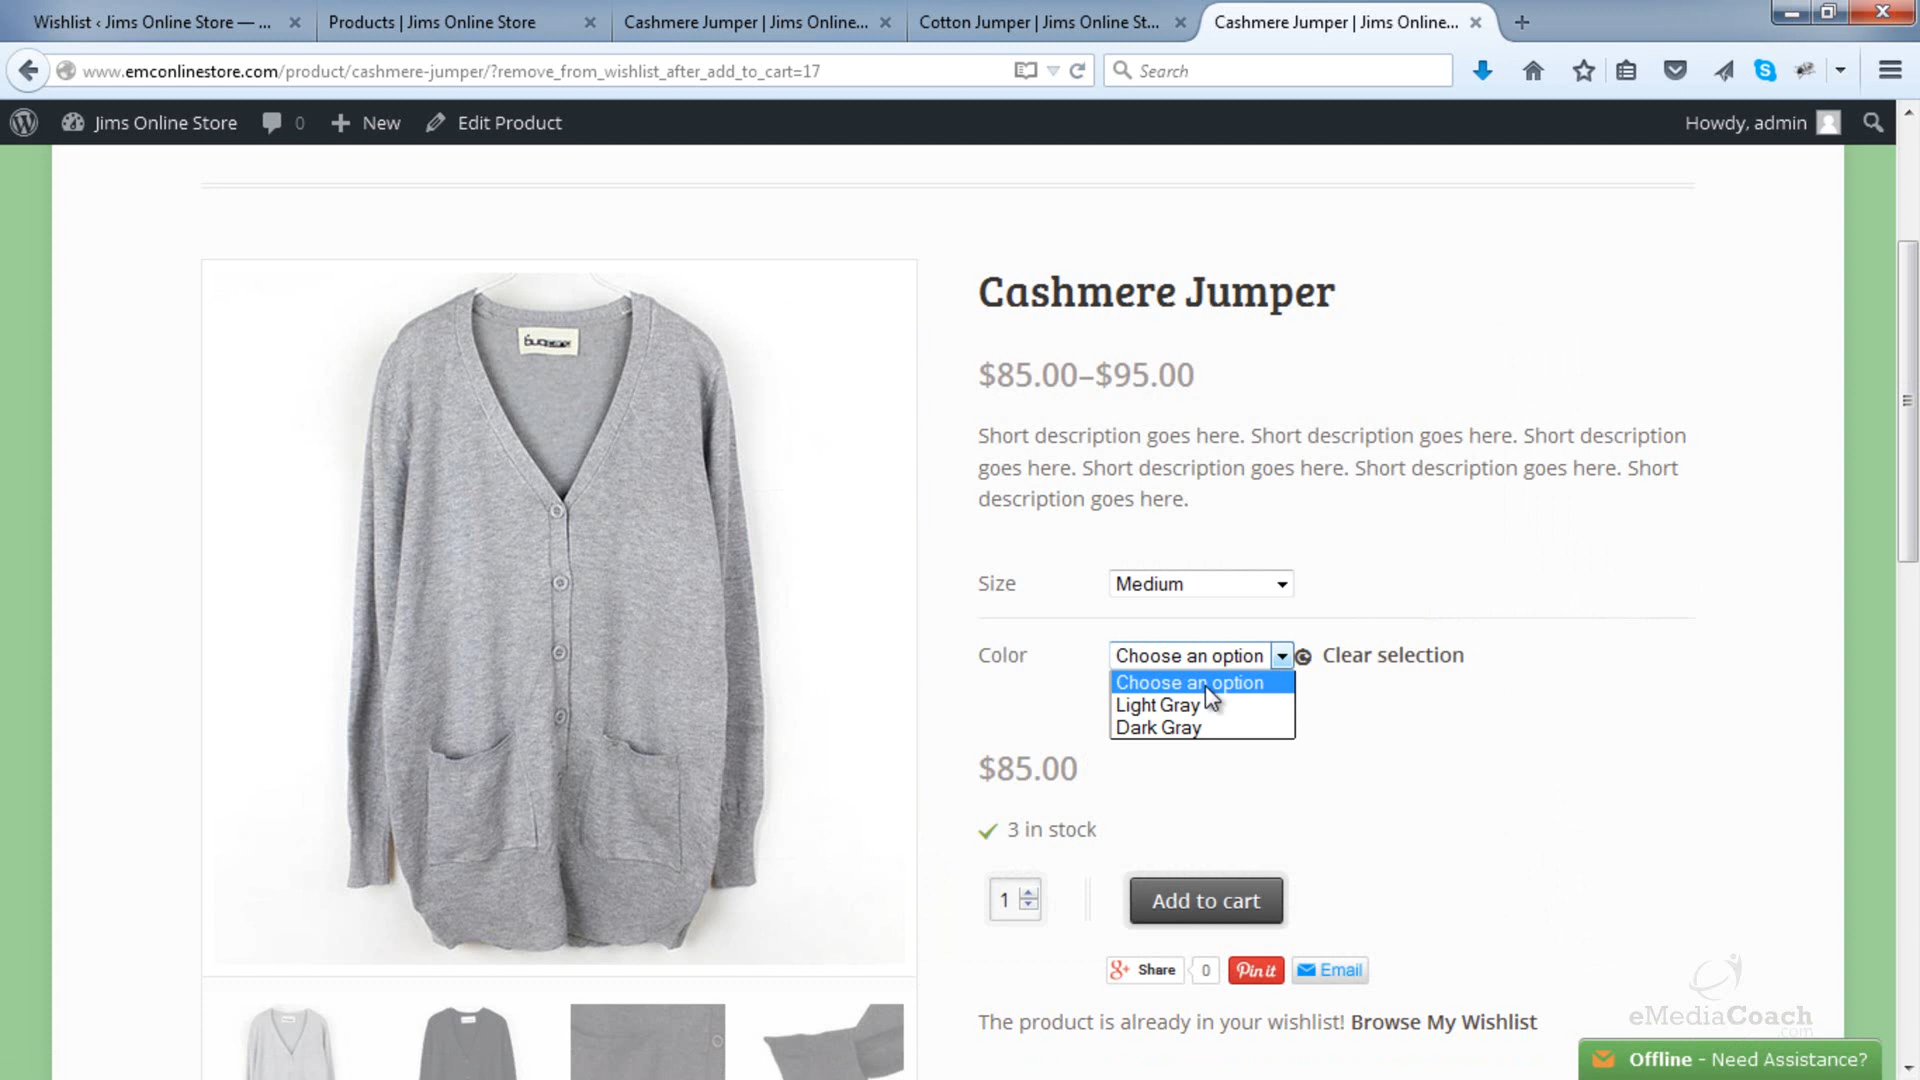 Wishlist ‹ Jims Online Store — ...
Products | Jims Online Store
Cashmere Jumper | Jims Online...
Cotton Jumper | Jims Online St...
Cashmere Jumper | Jims Online...
www.emconlinestore.com/product/cashmere-jumper/?remove_from_wishlist_after_add_to_cart=17
Search
Jims Online Store
0
New
Edit Product
Howdy, admin
Cashmere Jumper
$85.00–$95.00
Short description goes here. Short description goes here. Short description
goes here. Short description goes here. Short description goes here. Short
description goes here.
Size
Medium
Color
Choose an option
Clear selection
Choose an option
Light Gray
Dark Gray
$85.00
3 in stock
1
Add to cart
g+ Share
0
Pin it
Email
The product is already in your wishlist! Browse My Wishlist
eMediaCoach
.com
Offline - Need Assistance?